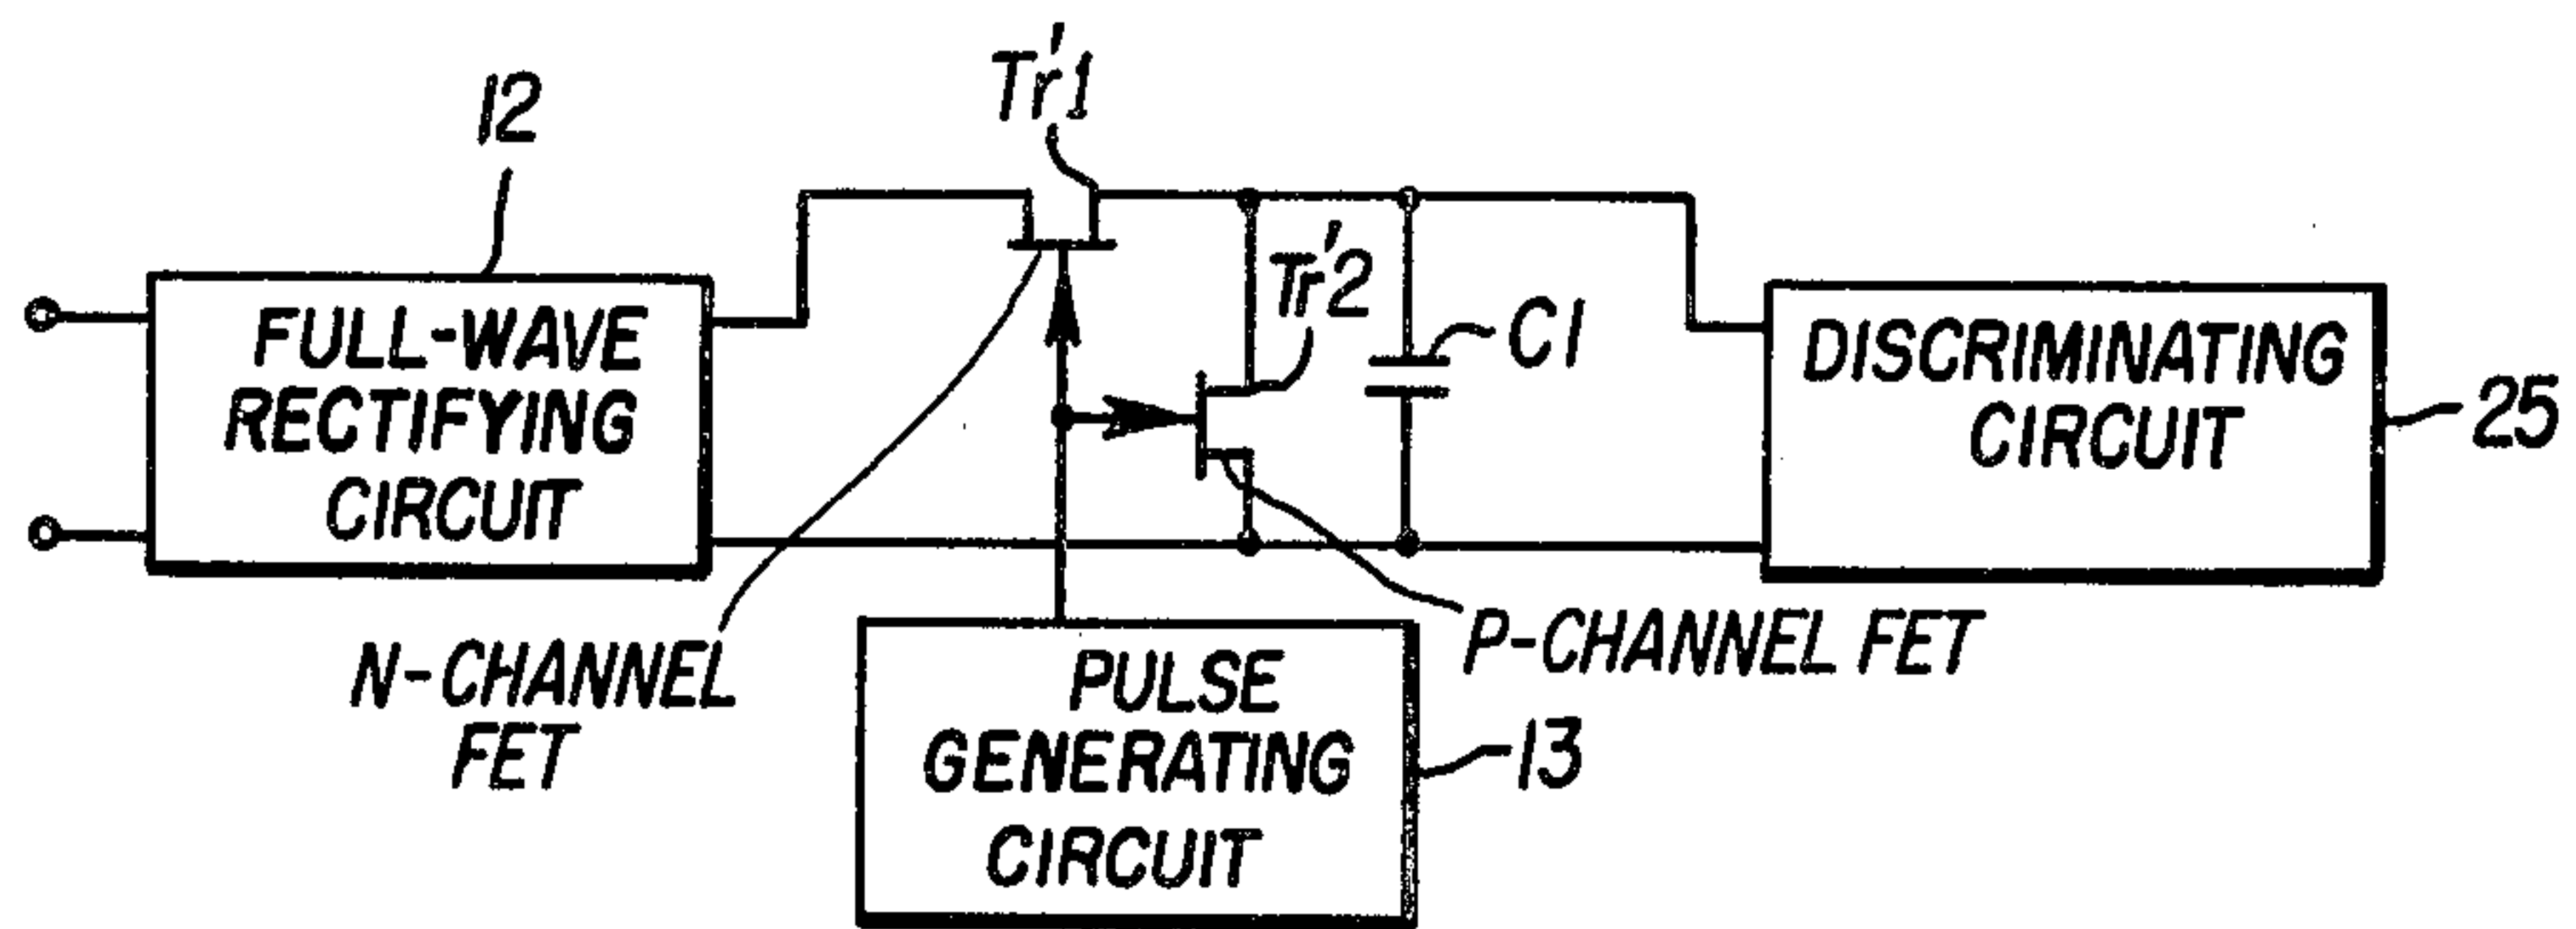 12
Tr'1
FULL-WAVE
RECTIFYING
CIRCUIT
Tr'2
C1
DISCRIMINATING
CIRCUIT
25
N-CHANNEL
FET
P-CHANNEL FET
PULSE
GENERATING
CIRCUIT
13